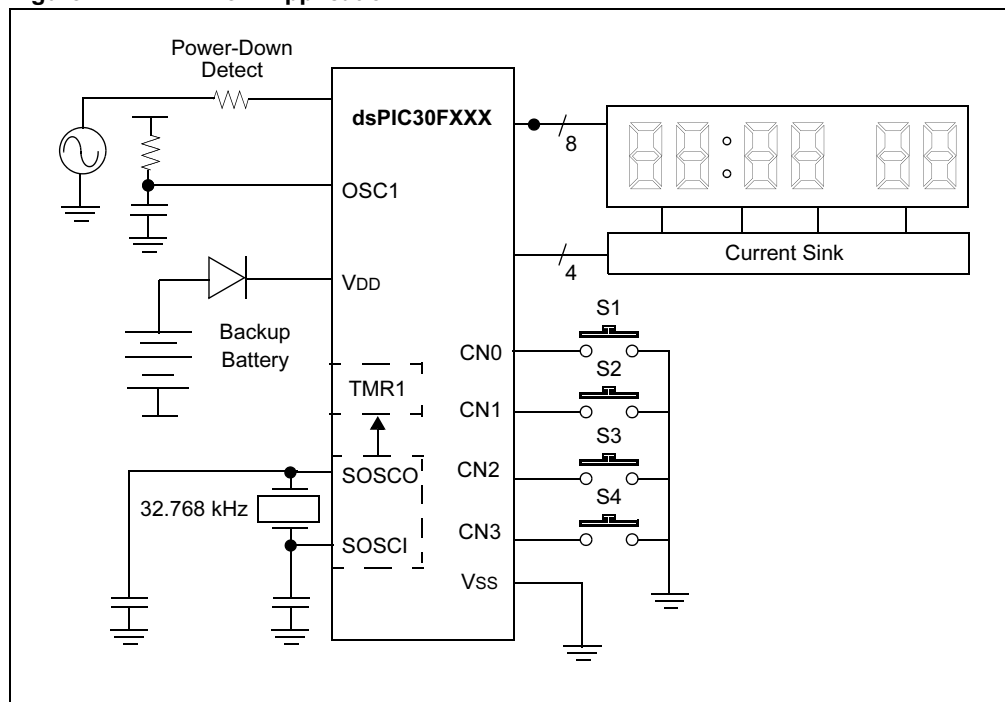 Power-Down
Detect
dsPIC30FXXX
8
OSC1
Current Sink
4
VDD
S1
Backup
Battery
CN0
S2
TMR1
CN1
S3
SOSCO
CN2
S4
32.768 kHz
SOSCI
CN3
VSS